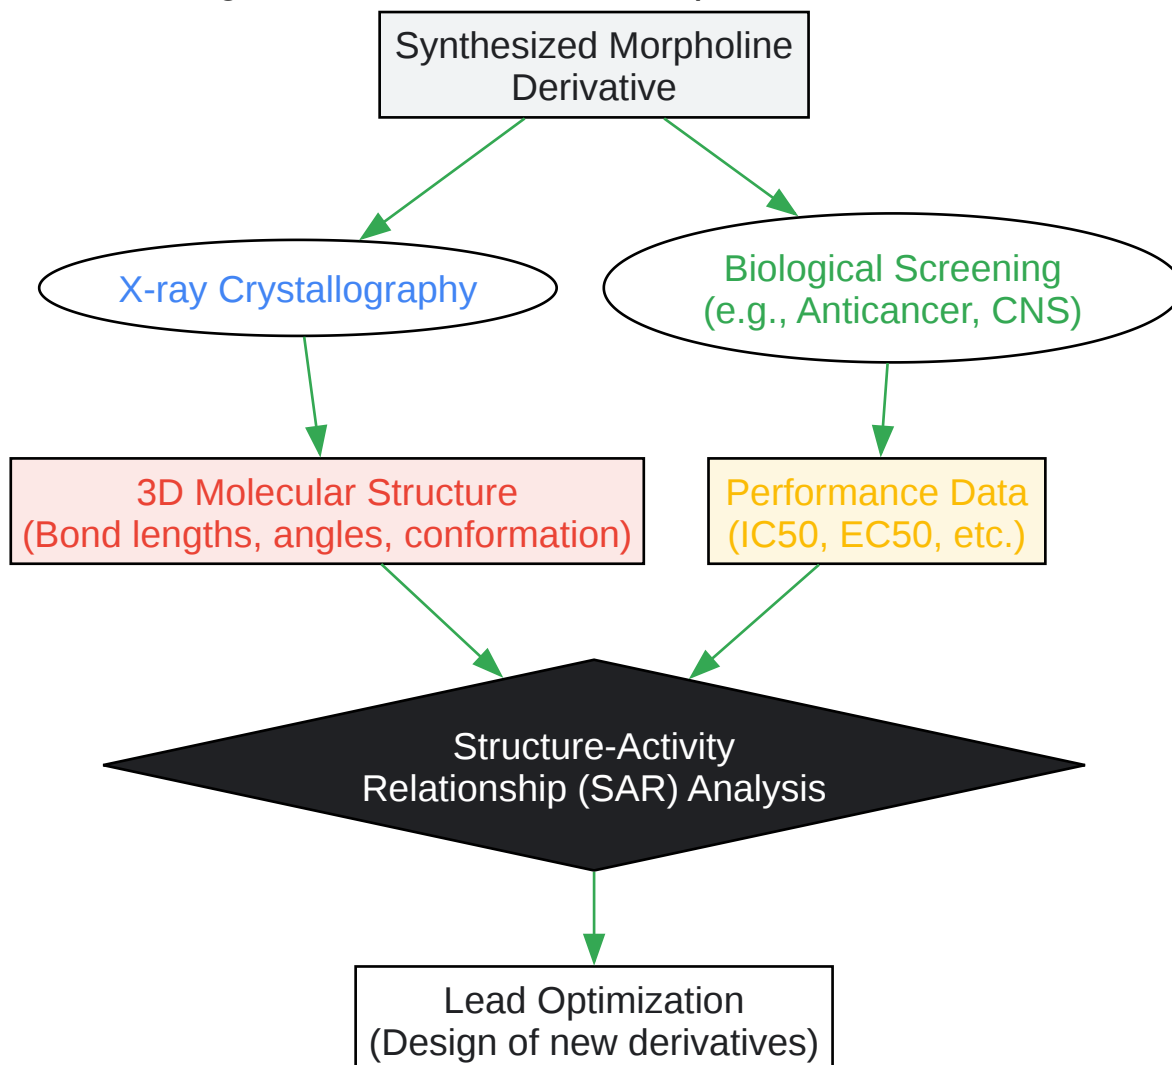 Synthesized Morpholine
Derivative
X-ray Crystallography
Biological Screening
(e.g., Anticancer, CNS)
3D Molecular Structure
(Bond lengths, angles, conformation)
Performance Data
(IC50, EC50, etc.)
Structure-Activity
Relationship (SAR) Analysis
Lead Optimization
(Design of new derivatives)